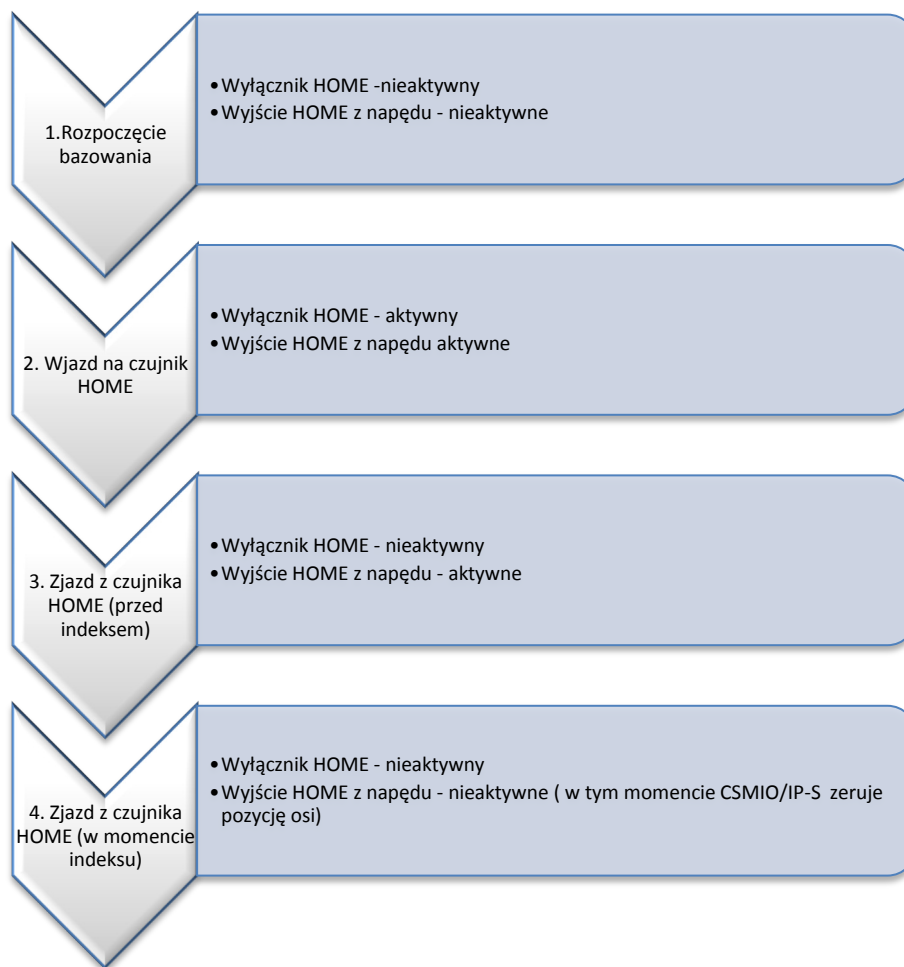 1.Rozpoczęcie
bazowania
•Wyłącznik HOME -nieaktywny
•Wyjście HOME z napędu - nieaktywne
2. Wjazd na czujnik
HOME
•Wyłącznik HOME - aktywny
•Wyjście HOME z napędu aktywne
3. Zjazd z czujnika
HOME (przed
indeksem)
•Wyłącznik HOME - nieaktywny
•Wyjście HOME z napędu - aktywne
4. Zjazd z czujnika
HOME (w momencie
indeksu)
•Wyłącznik HOME - nieaktywny
•Wyjście HOME z napędu - nieaktywne ( w tym momencie CSMIO/IP-S zeruje
pozycję osi)